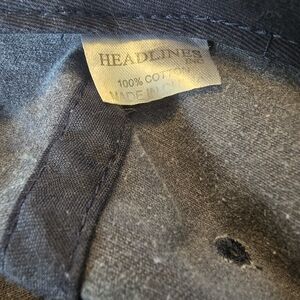 HEADLINES
INC
100% COTTON
MADE IN